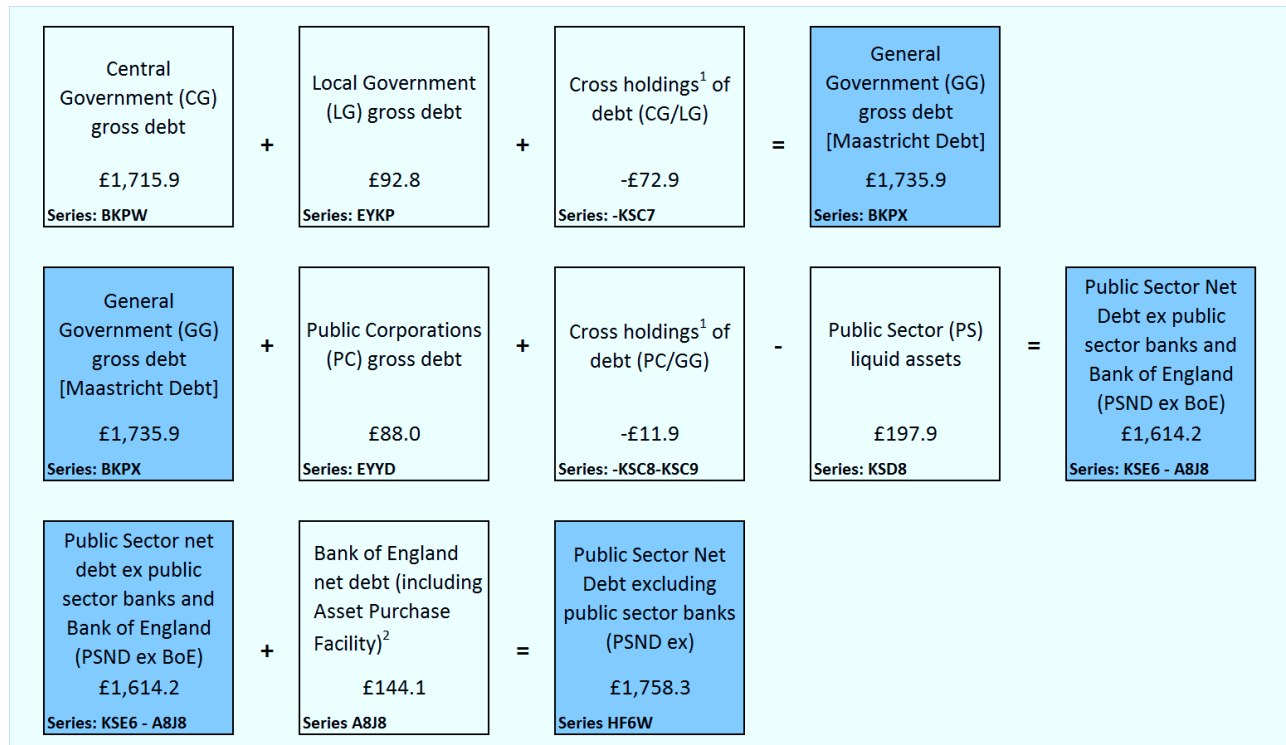 Central
Government (CG)
gross debt
£1,715.9
Series: BKPW
+
Local Government
(LG) gross debt
£92.8
Series: EYKP
+
Cross holdings¹ of
debt (CG/LG)
-£72.9
Series: -KSC7
=
General
Government (GG)
gross debt
[Maastricht Debt]
£1,735.9
Series: BKPX
General
Government (GG)
gross debt
[Maastricht Debt]
£1,735.9
Series: BKPX
+
Public Corporations
(PC) gross debt
£88.0
Series: EYYD
+
Cross holdings¹ of
debt (PC/GG)
-£11.9
Series: -KSC8-KSC9
-
Public Sector (PS)
liquid assets
£197.9
Series: KSD8
=
Public Sector Net
Debt ex public
sector banks and
Bank of England
(PSND ex BoE)
£1,614.2
Series: KSE6 - A8J8
Public Sector net
debt ex public
sector banks and
Bank of England
(PSND ex BoE)
£1,614.2
Series: KSE6 - A8J8
+
Bank of England
net debt (including
Asset Purchase
Facility)²
£144.1
Series A8J8
=
Public Sector Net
Debt excluding
public sector banks
(PSND ex)
£1,758.3
Series HF6W